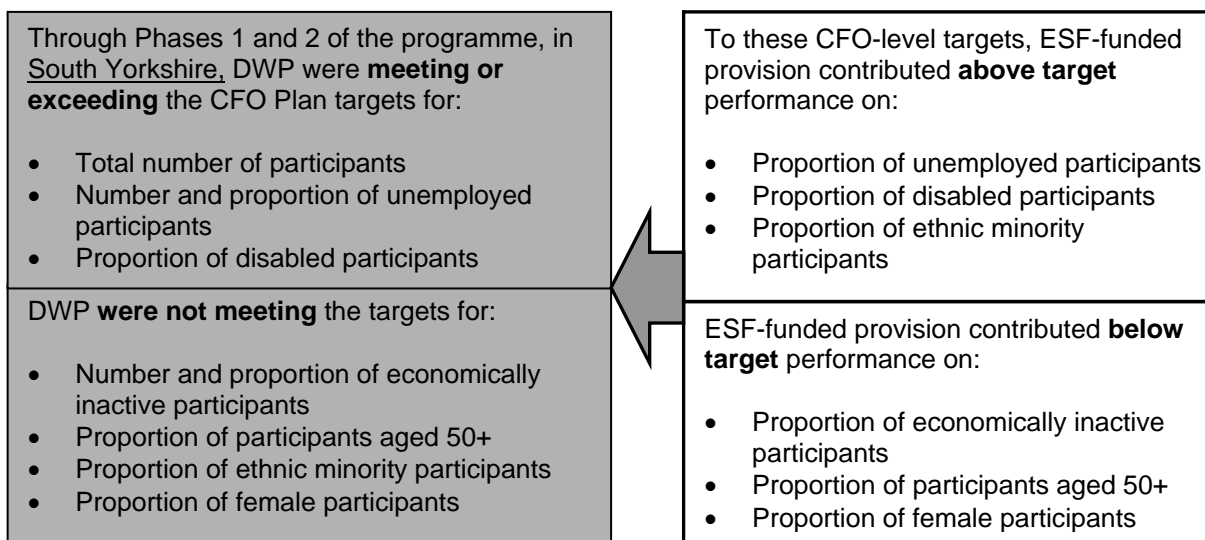 Through Phases 1 and 2 of the programme, in
South Yorkshire, DWP were meeting or
exceeding the CFO Plan targets for:
• Total number of participants
• Number and proportion of unemployed
participants
• Proportion of disabled participants
DWP were not meeting the targets for:
• Number and proportion of economically
inactive participants
• Proportion of participants aged 50+
• Proportion of ethnic minority participants
• Proportion of female participants
To these CFO-level targets, ESF-funded
provision contributed above target
performance on:
• Proportion of unemployed participants
• Proportion of disabled participants
• Proportion of ethnic minority
participants
ESF-funded provision contributed below
target performance on:
• Proportion of economically inactive
participants
• Proportion of participants aged 50+
• Proportion of female participants